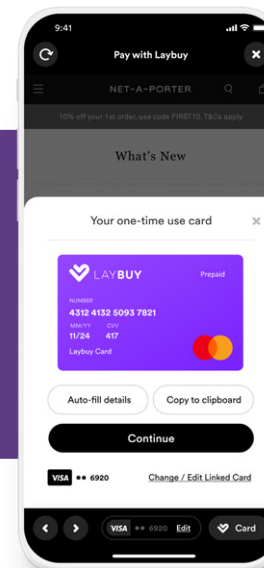 9:41
Pay with Laybuy
NET-A-PORTER
10% off your 1st order, use code FIRST10. T&Cs apply
What's New
Your one-time use card
LAYBUY Prepaid
NUMBER
4312 4132 5093 7821
MM/YY CVV
11/24 417
Laybuy Card
Auto-fill details Copy to clipboard
Continue
VISA •• 6920 Change / Edit Linked Card
VISA •• 6920 Edit Card